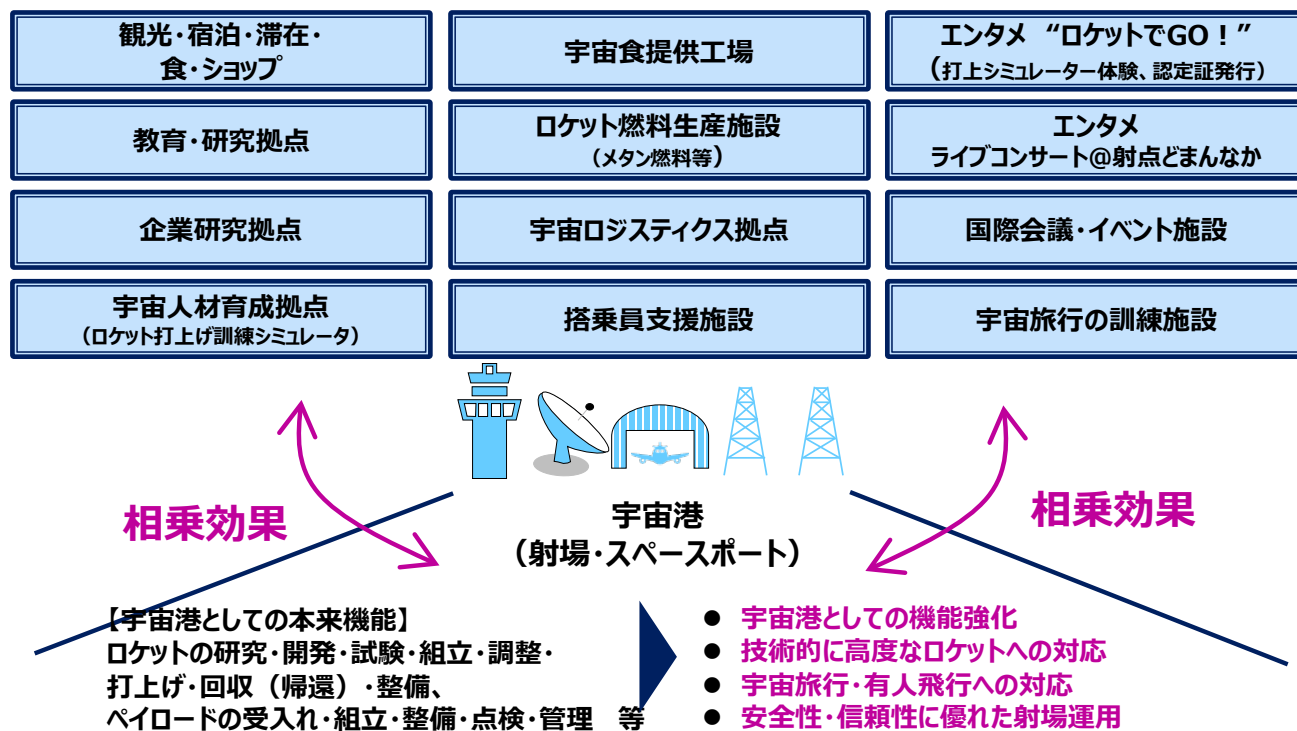 観光・宿泊・滞在・
食・ショップ
宇宙食提供工場
エンタメ “ロケットでGO！”
（打上シミュレーター体験、認定証発行）
教育・研究拠点
ロケット燃料生産施設
（メタン燃料等）
エンタメ
ライブコンサート@射点どまんなか
企業研究拠点
宇宙ロジスティクス拠点
国際会議・イベント施設
宇宙人材育成拠点
（ロケット打上げ訓練シミュレータ）
搭乗員支援施設
宇宙旅行の訓練施設
相乗効果
宇宙港
（射場・スペースポート）
相乗効果
【宇宙港としての本来機能】
ロケットの研究・開発・試験・組立・調整・
打上げ・回収（帰還）・整備、
ペイロードの受入れ・組立・整備・点検・管理　等
● 宇宙港としての機能強化
● 技術的に高度なロケットへの対応
● 宇宙旅行・有人飛行への対応
● 安全性・信頼性に優れた射場運用